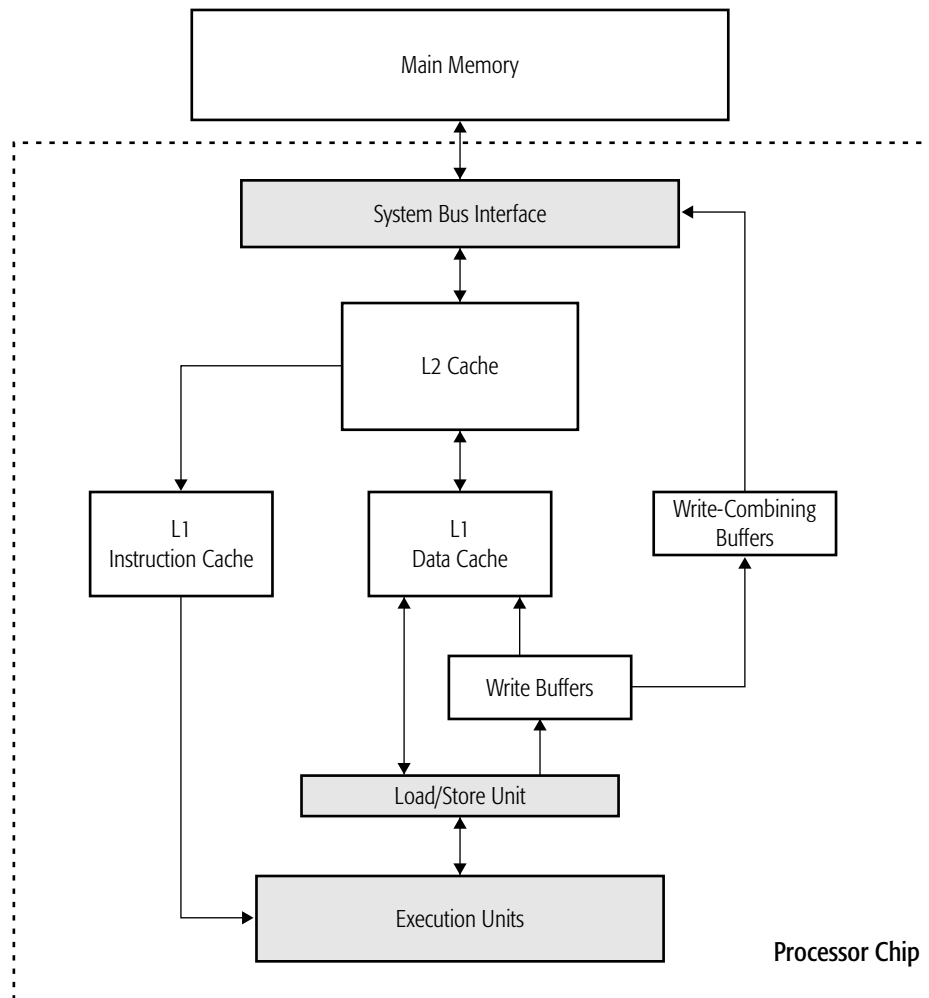 Main Memory
System Bus Interface
L2 Cache
L1
Instruction Cache
L1
Data Cache
Write-Combining
Buffers
Write Buffers
Load/Store Unit
Execution Units
Processor Chip